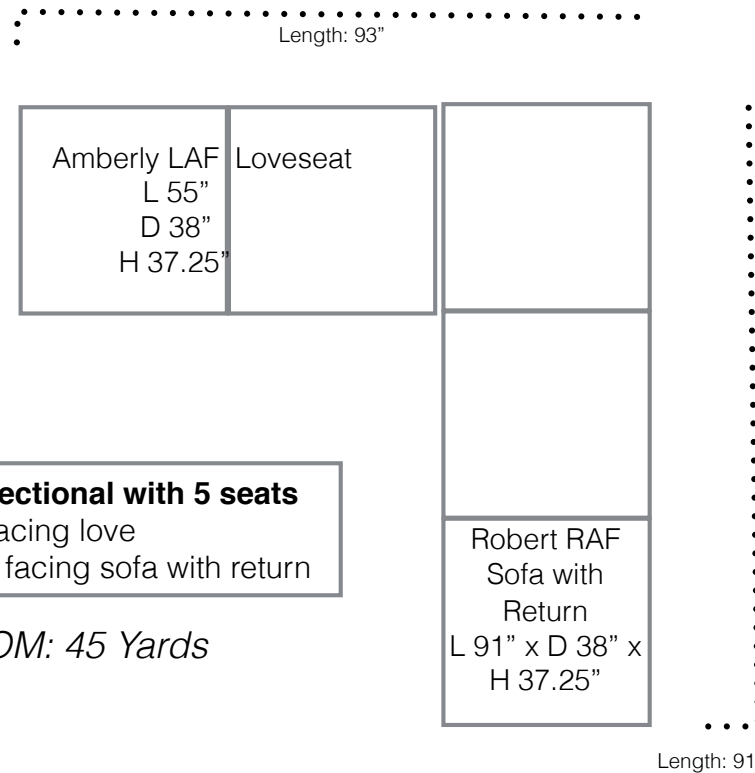 Length: 93”
Amberly LAF Loveseat
L 55”
D 38”
H 37.25”
ectional with 5 seats
acing love
facing sofa with return
OM: 45 Yards
Robert RAF
Sofa with
Return
L 91” x D 38” x
H 37.25”
Length: 91